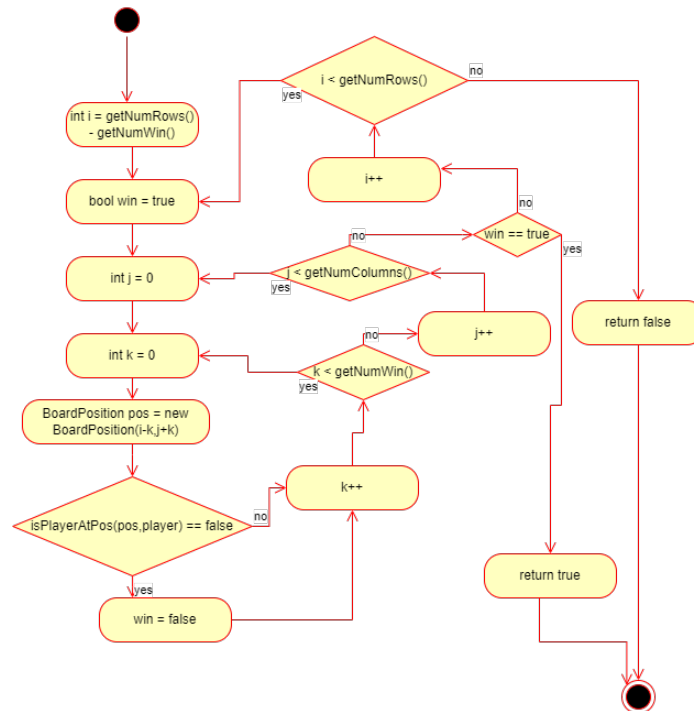 i < getNumRows()
no
yes
int i = getNumRows()
- getNumWin()
i++
bool win = true
no
no
win == true
yes
j < getNumColumns()
yes
int j = 0
return false
j++
no
int k = 0
k < getNumWin()
yes
BoardPosition pos = new
BoardPosition(i-k,j+k)
k++
isPlayerAtPos(pos,player) == false
no
return true
yes
win = false